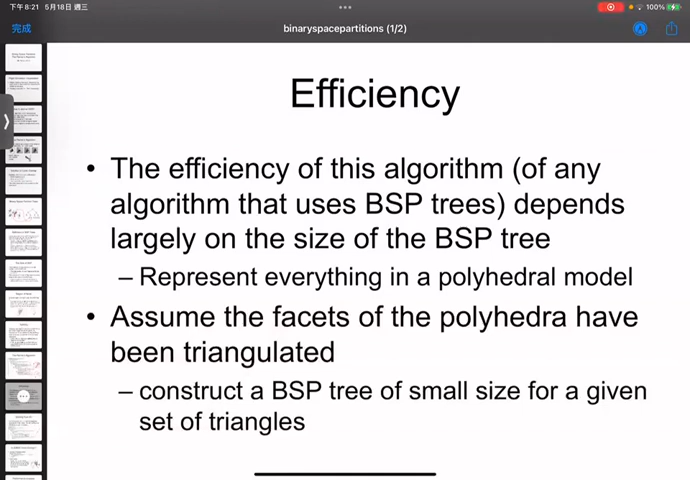 下午8:21 5月18日 週三
100%
完成
binaryspacepartitions (1/2)
Efficiency
• The efficiency of this algorithm (of any
algorithm that uses BSP trees) depends
largely on the size of the BSP tree
– Represent everything in a polyhedral model
• Assume the facets of the polyhedra have
been triangulated
– construct a BSP tree of small size for a given
set of triangles